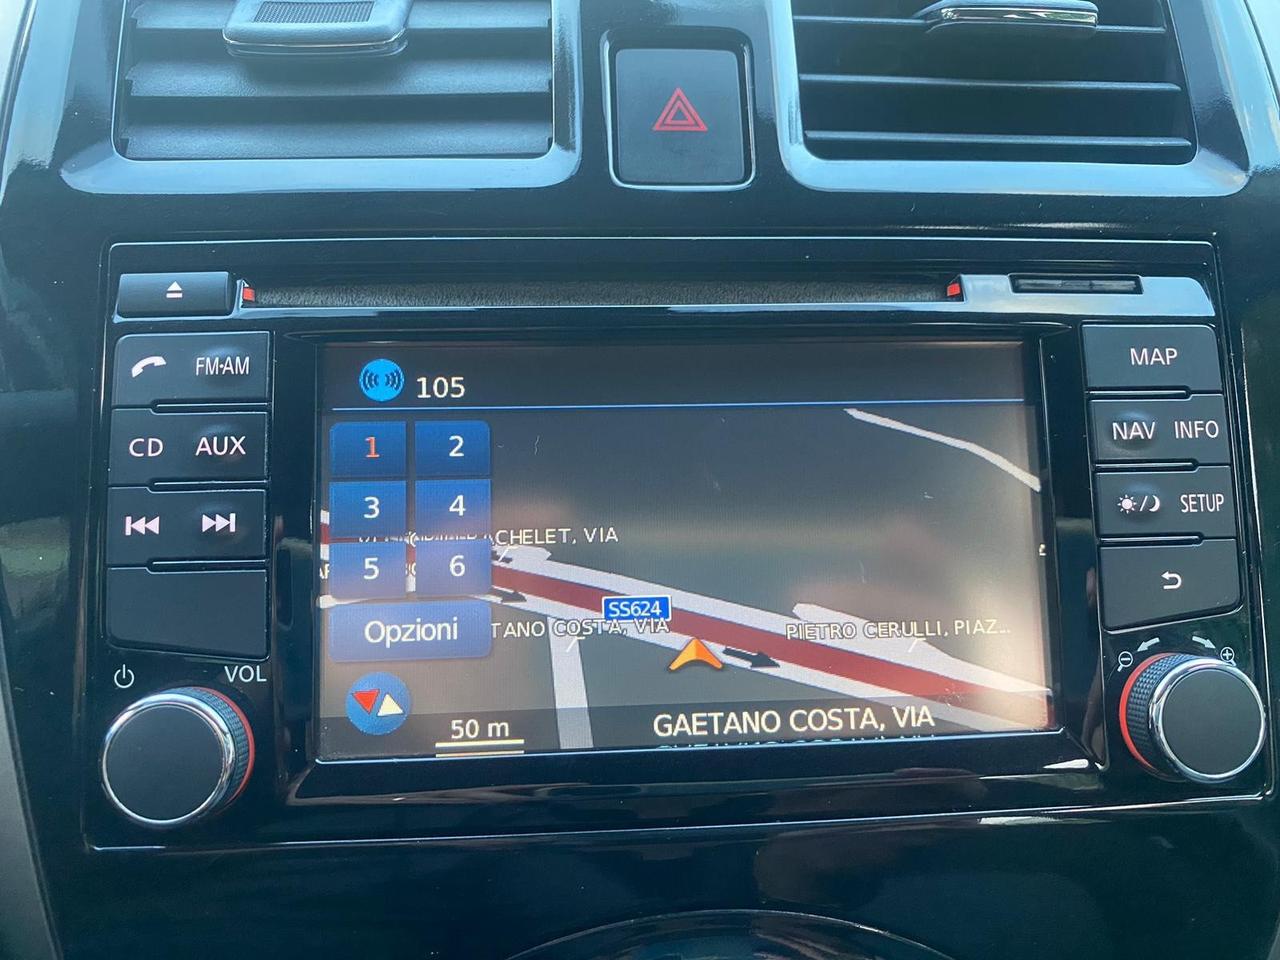 FM·AM
CD AUX
VOL
105
1 2
3 4
5 6
Opzioni
CHELET, VIA
SS624
TANO COSTA, VIA
PIETRO CERULLI, PIAZ...
50 m
GAETANO COSTA, VIA
MAP
NAV INFO
SETUP